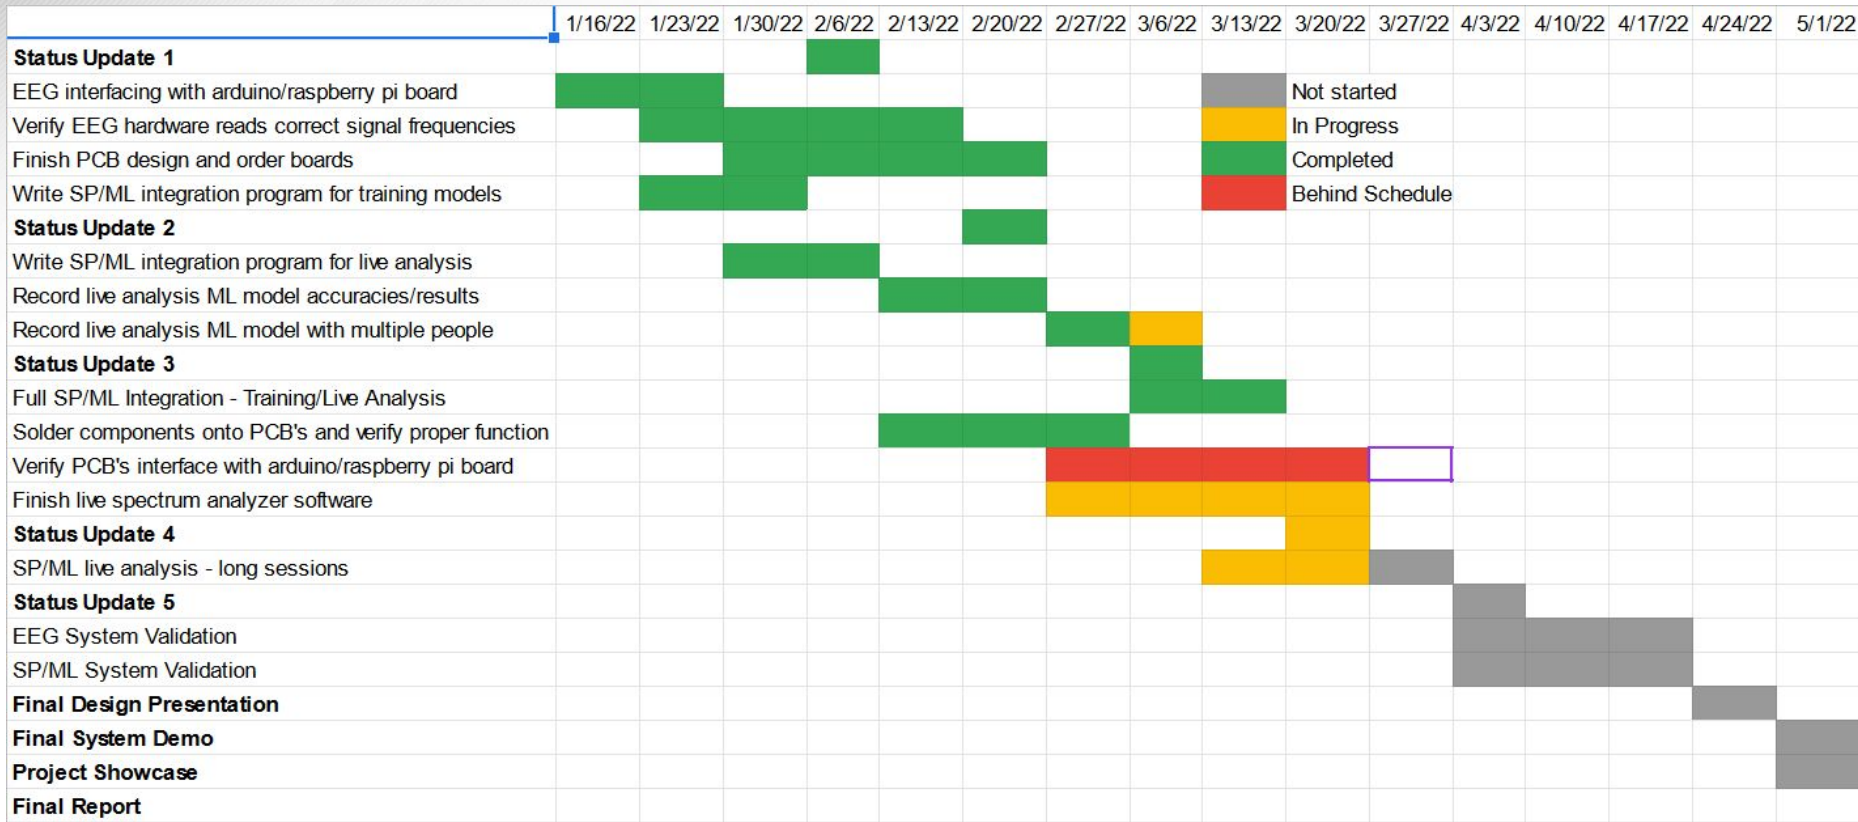 1/16/22 1/23/22 1/30/22 2/6/22 2/13/22 2/20/22 2/27/22 3/6/22 3/13/22 3/20/22 3/27/22 4/3/22 4/10/22 4/17/22 4/24/22 5/1/22
Status Update 1
EEG interfacing with arduino/raspberry pi board Not started
Verify EEG hardware reads correct signal frequencies In Progress
Finish PCB design and order boards Completed
Write SP/ML integration program for training models Behind Schedule
Status Update 2
Write SP/ML integration program for live analysis
Record live analysis ML model accuracies/results
Record live analysis ML model with multiple people
Status Update 3
Full SP/ML Integration - Training/Live Analysis
Solder components onto PCB's and verify proper function
Verify PCB's interface with arduino/raspberry pi board
Finish live spectrum analyzer software
Status Update 4
SP/ML live analysis - long sessions
Status Update 5
EEG System Validation
SP/ML System Validation
Final Design Presentation
Final System Demo
Project Showcase
Final Report